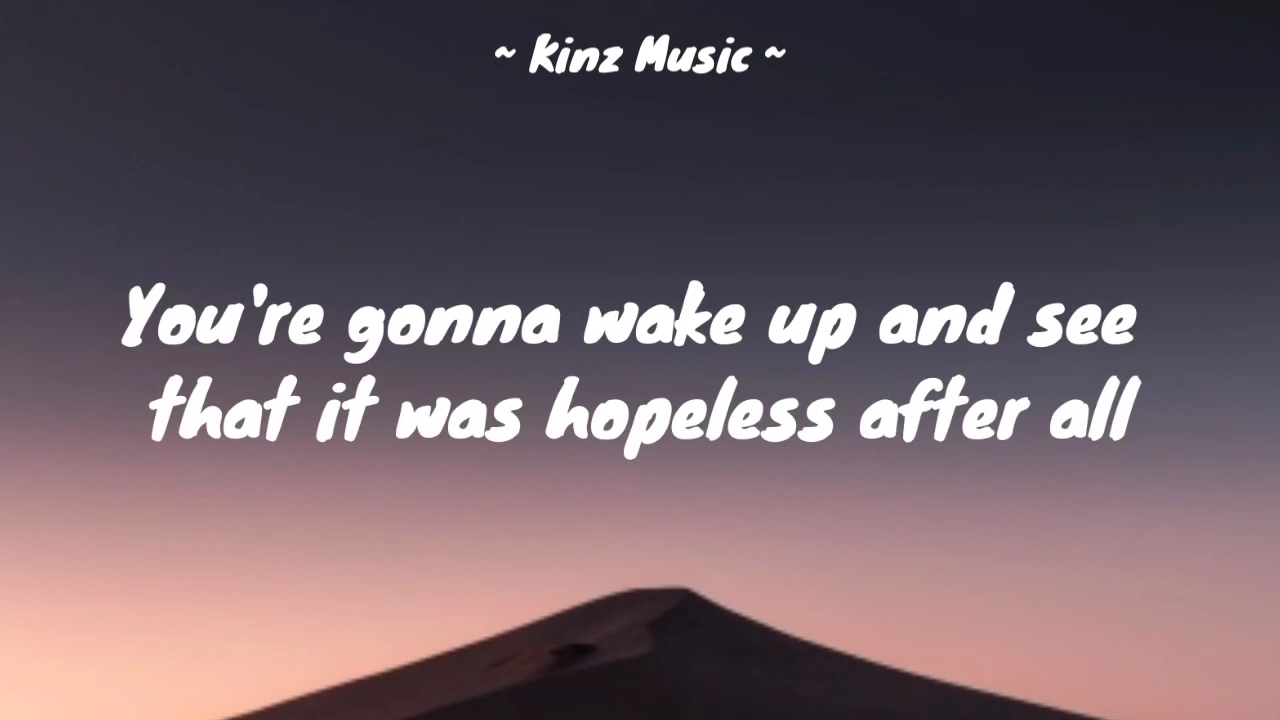 ~ Kinz Music ~
You're gonna wake up and see
that it was hopeless after all